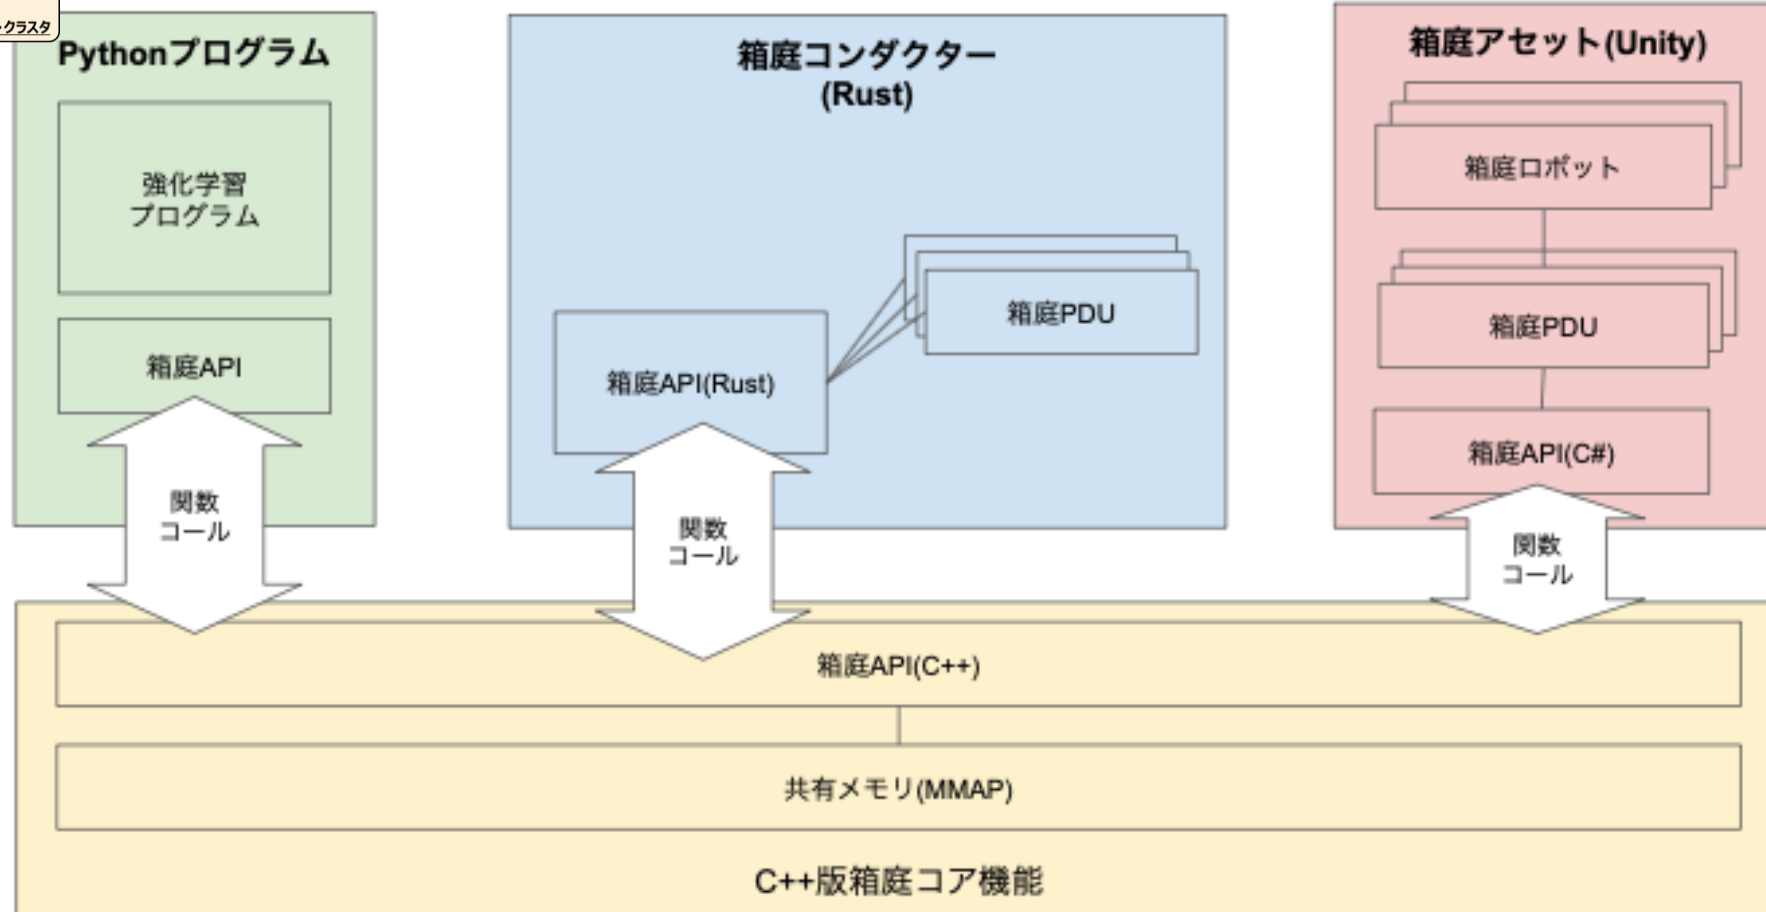 クラスタ
Pythonプログラム
強化学習
プログラム
箱庭API
関数
コール
箱庭コンダクター
(Rust)
箱庭PDU
箱庭API(Rust)
関数
コール
箱庭アセット(Unity)
箱庭ロボット
箱庭PDU
箱庭API(C#)
関数
コール
箱庭API(C++)
共有メモリ(MMAP)
C++版箱庭コア機能